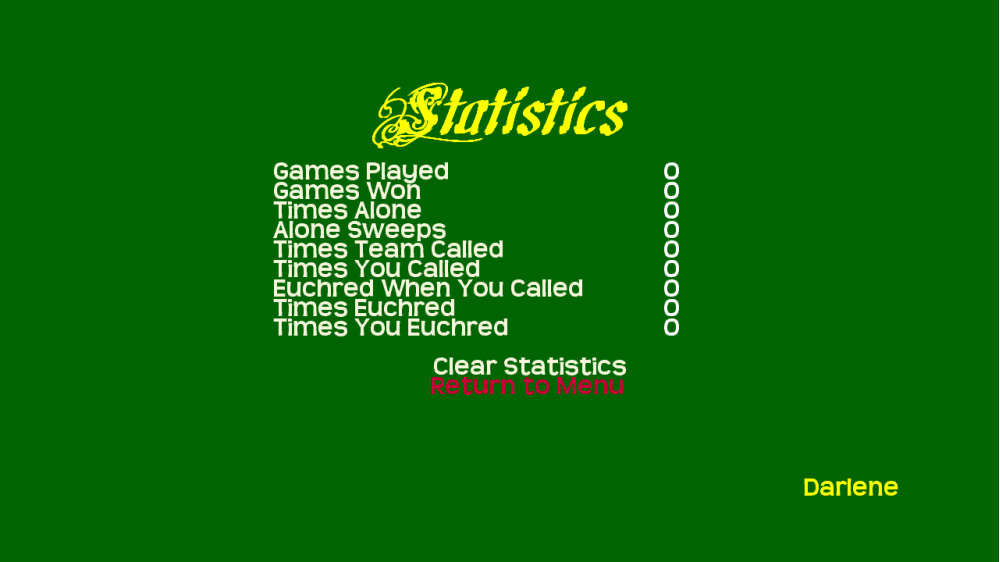 Statistics
Games Played 0
Games Won 0
Times Alone 0
Alone Sweeps 0
Times Team Called 0
Times You Called 0
Euchred When You Called 0
Times Euchred 0
Times You Euchred 0
Clear Statistics
Return to Menu
Darlene